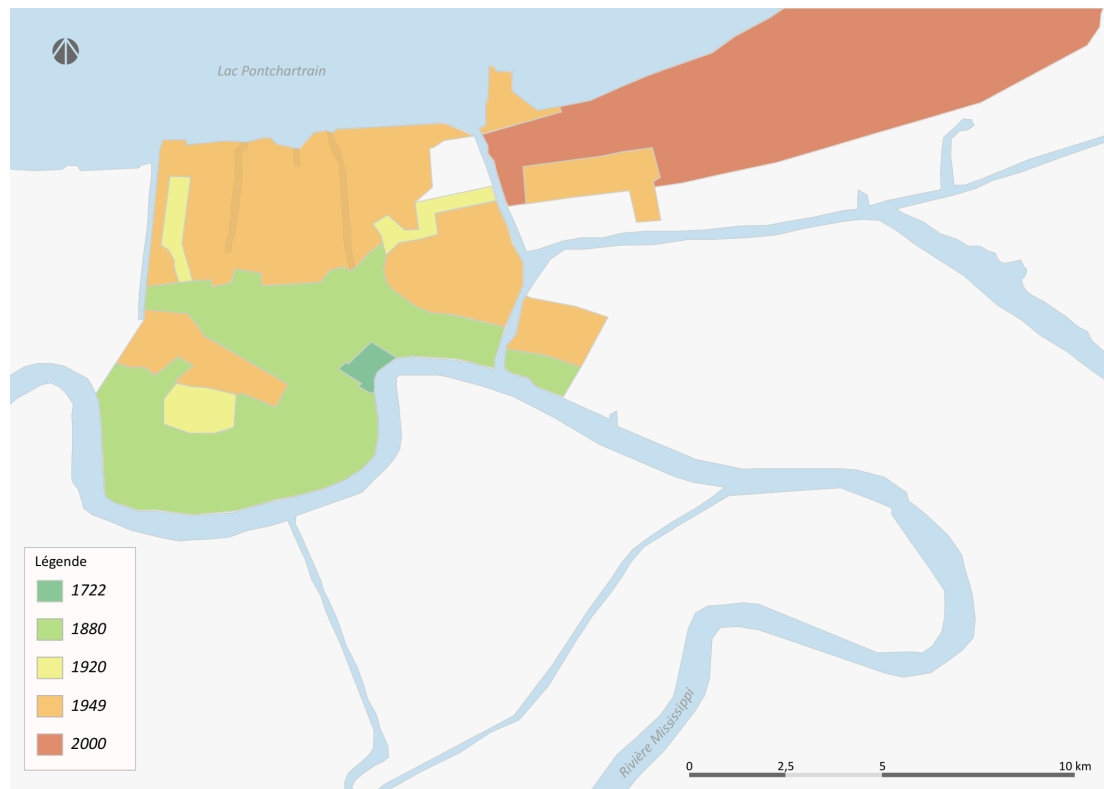 Lac Pontchartrain
Légende
1722
1880
1920
1949
2000
Rivière Mississippi
0 2,5 5 10 km